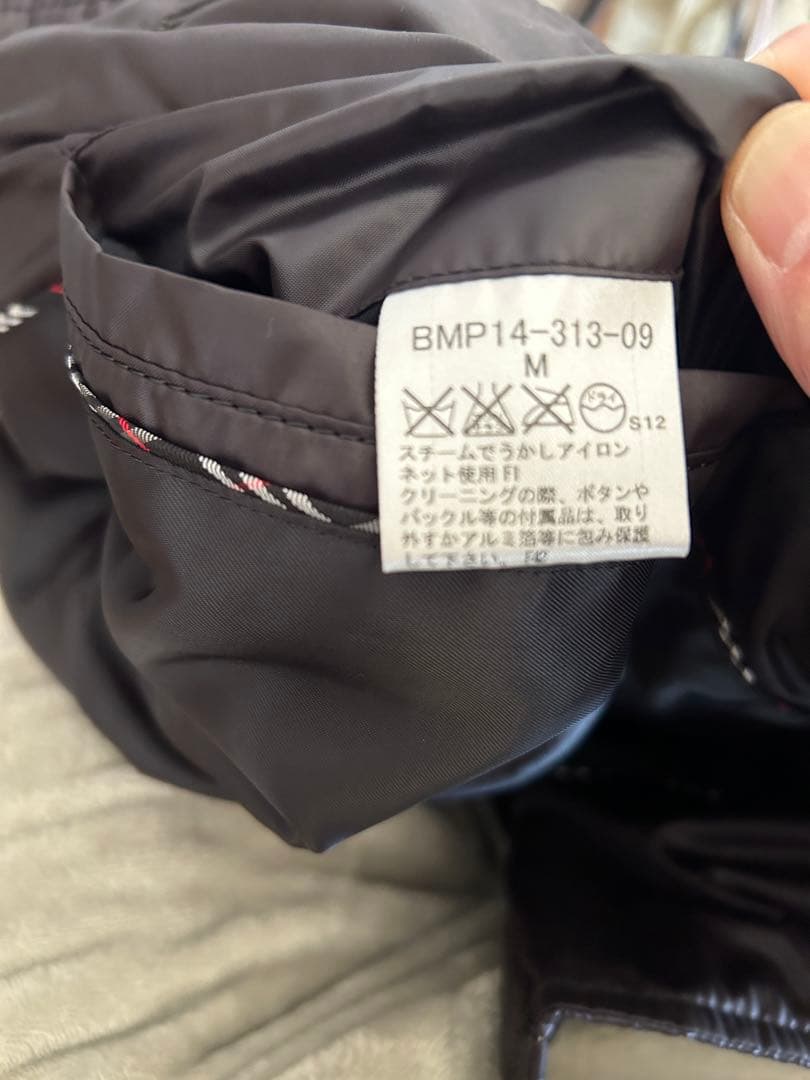 BMP14-313-09
M
ドライ
S12
スチームでうかしアイロン
ネット使用 F1
クリーニングの際、ボタンや
バックル等の付属品は、取り
外すかアルミ箔等に包み保護
して下さい。